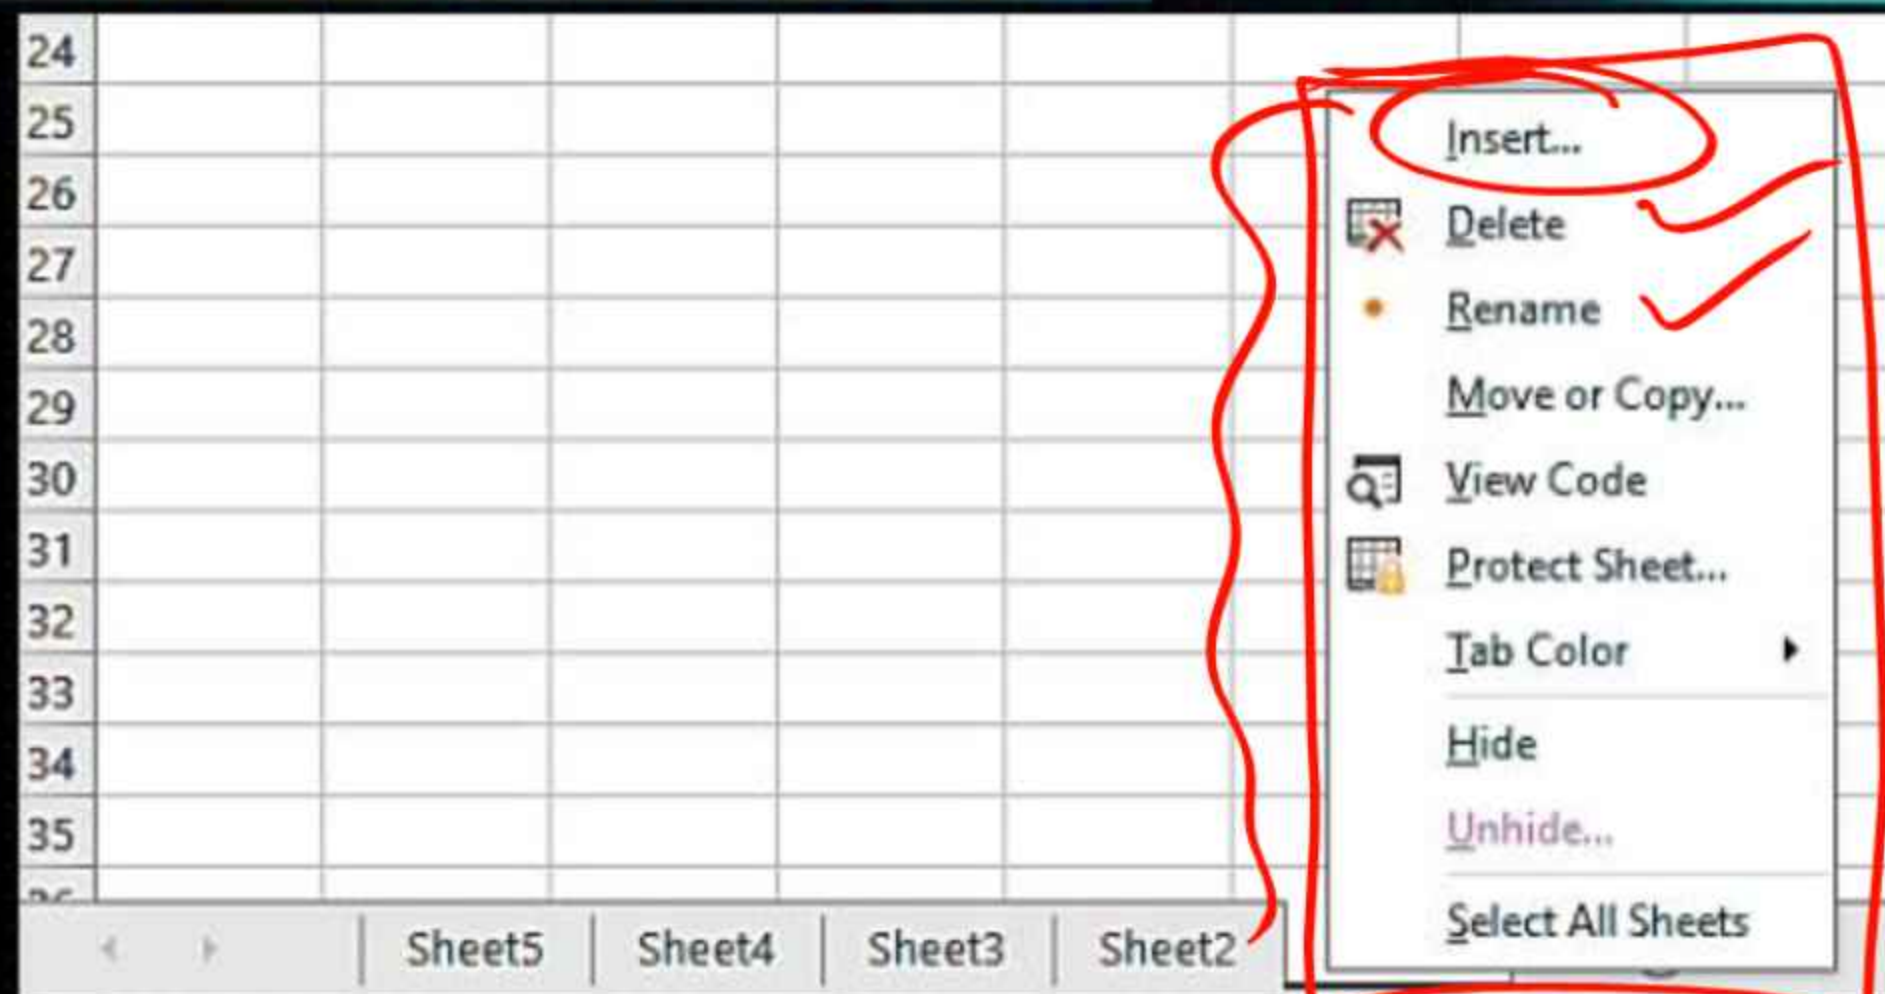 24
25
26
27
28
29
30
31
32
33
34
35
Insert...
Delete
Rename
Move or Copy...
View Code
Protect Sheet...
Tab Color
Hide
Unhide...
Select All Sheets
Sheet5 Sheet4 Sheet3 Sheet2